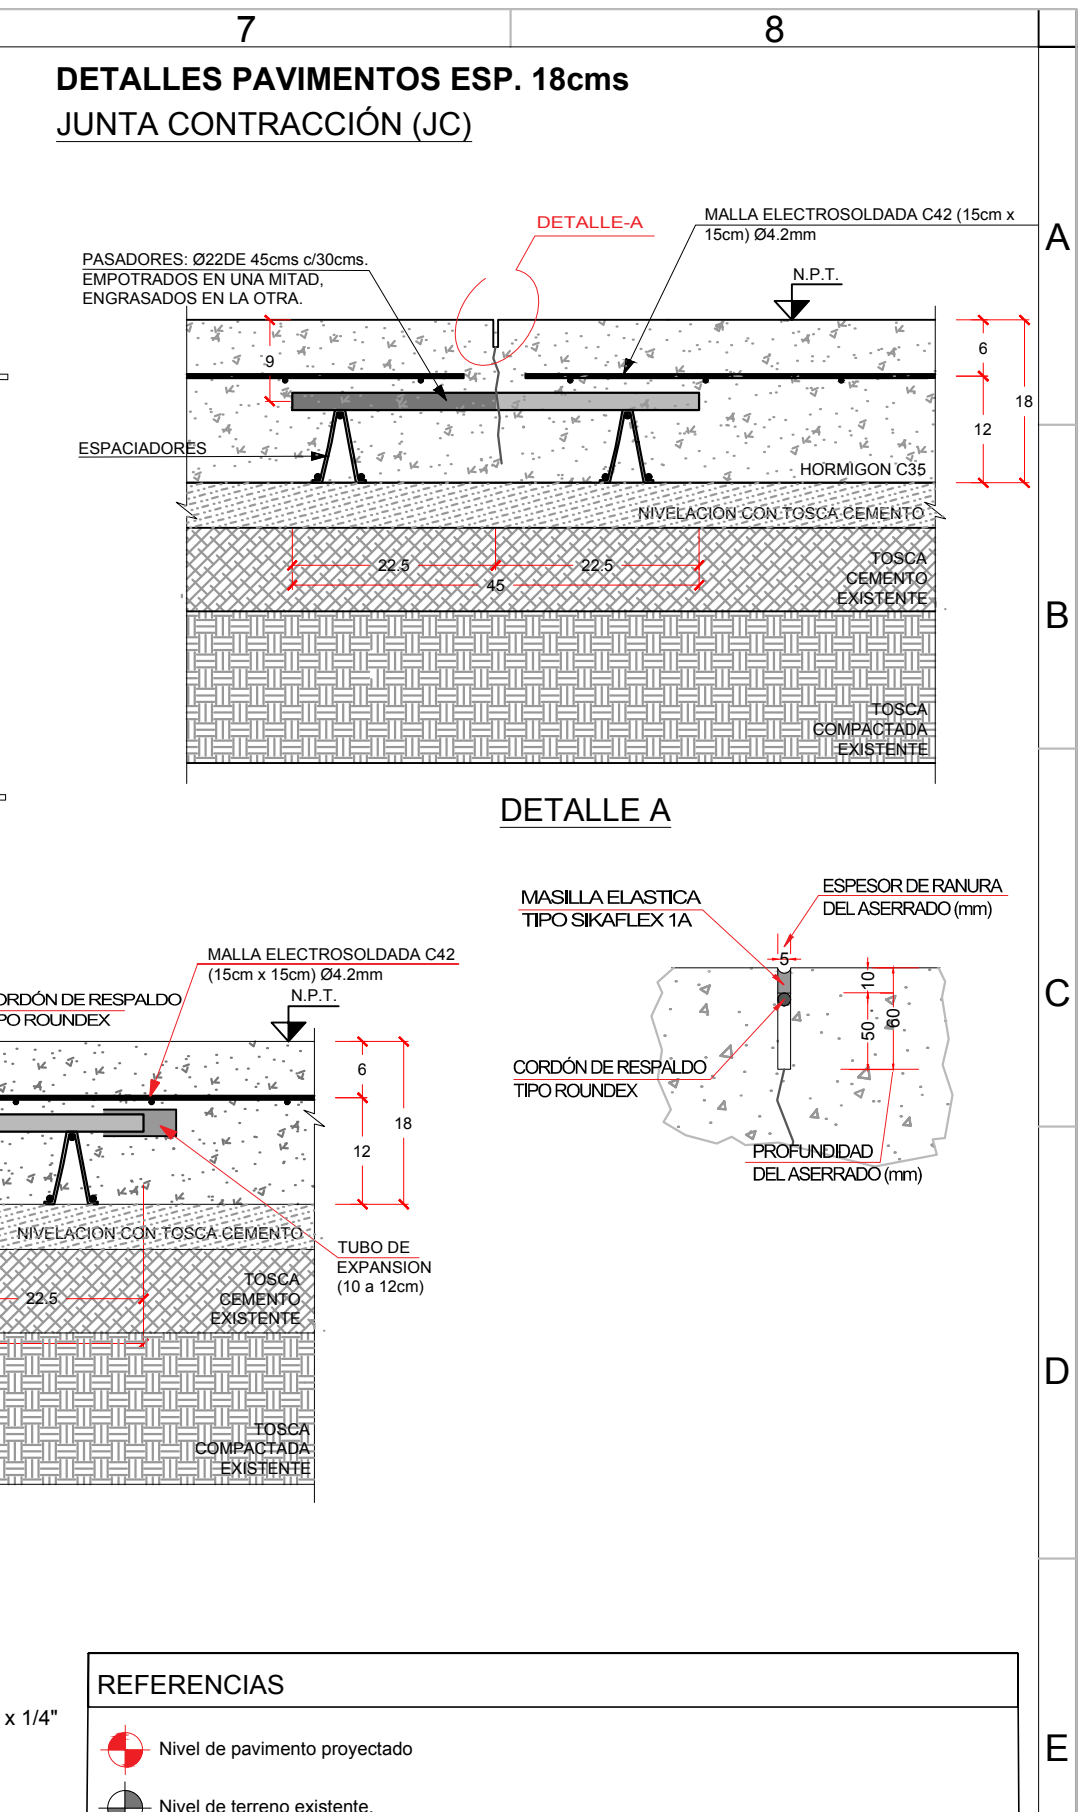 7
8
DETALLES PAVIMENTOS ESP. 18cms
JUNTA CONTRACCIÓN (JC)
A
DETALLE-A
MALLA ELECTROSOLDADA C42 (15cm x
15cm) Ø4.2mm
PASADORES: Ø22DE 45cms c/30cms.
EMPOTRADOS EN UNA MITAD,
ENGRASADOS EN LA OTRA.
N.P.T.
9
6
18
12
ESPACIADORES
HORMIGON C35
NIVELACION CON TOSCA CEMENTO
22.5
22.5
45
TOSCA
CEMENTO
EXISTENTE
B
TOSCA
COMPACTADA
EXISTENTE
DETALLE A
MASILLA ELASTICA
TIPO SIKAFLEX 1A
ESPESOR DE RANURA
DEL ASERRADO (mm)
5
10
50
60
C
CORDÓN DE RESPALDO
TIPO ROUNDEX
PROFUNDIDAD
DEL ASERRADO (mm)
MALLA ELECTROSOLDADA C42
(15cm x 15cm) Ø4.2mm
ORDÓN DE RESPALDO
PO ROUNDEX
N.P.T.
6
18
12
NIVELACION CON TOSCA CEMENTO
TUBO DE
EXPANSION
(10 a 12cm)
22.5
TOSCA
CEMENTO
EXISTENTE
D
TOSCA
COMPACTADA
EXISTENTE
REFERENCIAS
x 1/4"
Nivel de pavimento proyectado
E
Nivel de terreno existente.